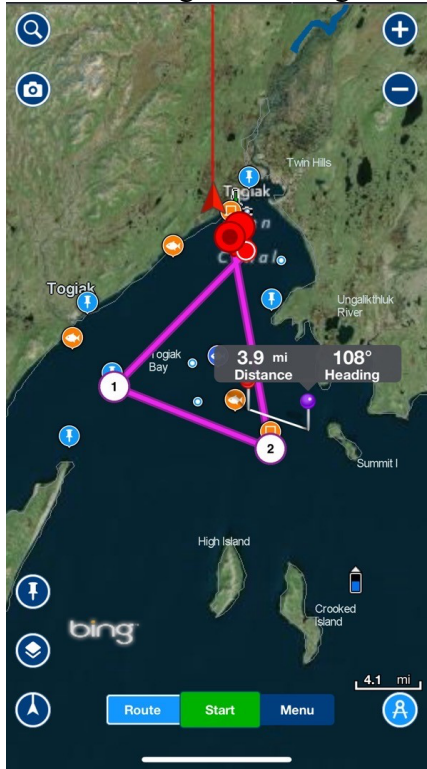 Twin Hills
Togiak
Togiak
Ungalikthluk
River
Togiak
Bay
3.9 mi 108°
Distance Heading
1
2
Summit I
High Island
Crooked
Island
bing
4.1 mi
Route Start Menu